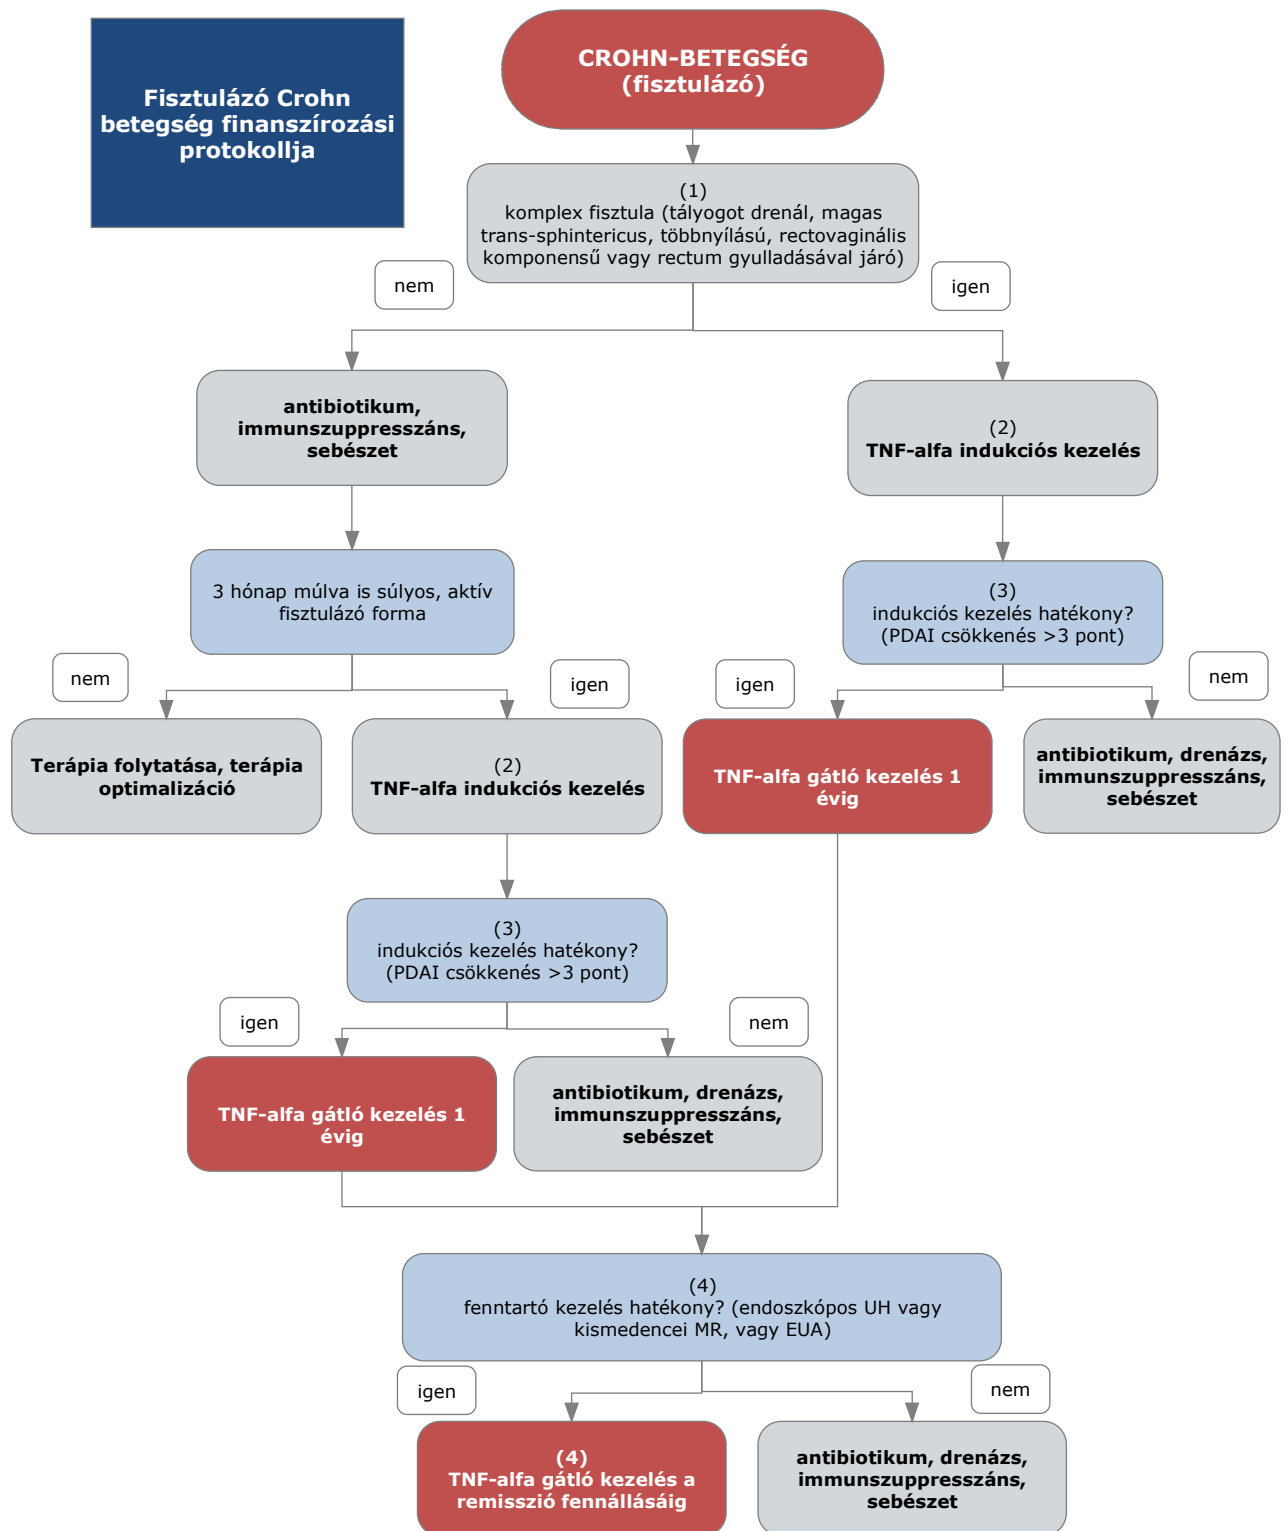 Fisztulázó Crohn
betegség finanszírozási
protokollja
CROHN-BETEGSÉG
(fisztulázó)
(1)
komplex fisztula (tályogot drenál, magas
trans-sphintericus, többnyílású, rectovaginális
komponensű vagy rectum gyulladásával járó)
nem
igen
antibiotikum,
immunszuppresszáns,
sebészet
(2)
TNF-alfa indukciós kezelés
3 hónap múlva is súlyos, aktív
fisztulázó forma
(3)
indukciós kezelés hatékony?
(PDAI csökkenés >3 pont)
nem
igen
igen
nem
Terápia folytatása, terápia
optimalizáció
(2)
TNF-alfa indukciós kezelés
TNF-alfa gátló kezelés 1
évig
antibiotikum, drenázs,
immunszuppresszáns,
sebészet
(3)
indukciós kezelés hatékony?
(PDAI csökkenés >3 pont)
igen
nem
TNF-alfa gátló kezelés 1
évig
antibiotikum, drenázs,
immunszuppresszáns,
sebészet
(4)
fenntartó kezelés hatékony? (endoszkópos UH vagy
kismedencei MR, vagy EUA)
igen
nem
(4)
TNF-alfa gátló kezelés a
remisszió fennállásáig
antibiotikum, drenázs,
immunszuppresszáns,
sebészet